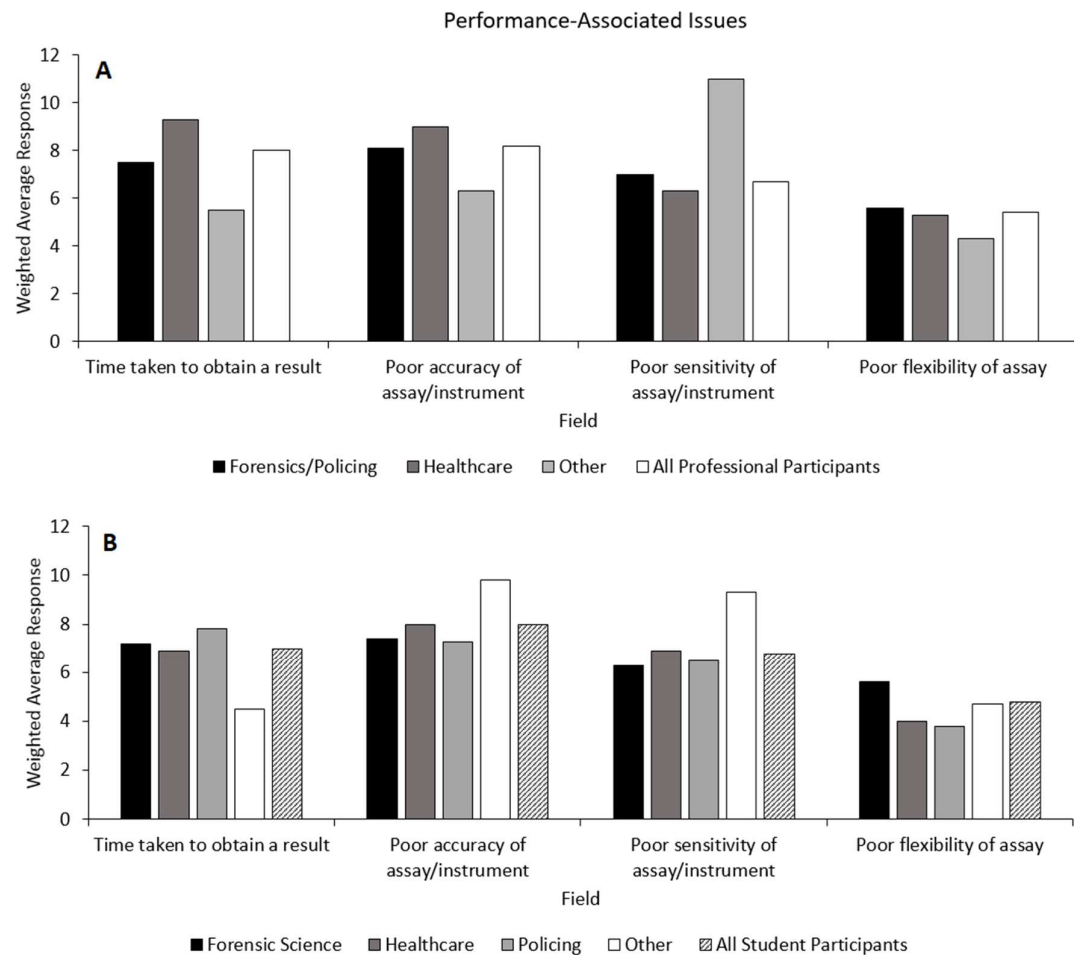 Performance-Associated Issues
A
Weighted Average Response
12
10
8
6
4
2
0
Time taken to obtain a result
Poor accuracy of
assay/instrument
Poor sensitivity of
assay/instrument
Poor flexibility of assay
Field
Forensics/Policing
Healthcare
Other
All Professional Participants
B
Weighted Average Response
12
10
8
6
4
2
0
Time taken to obtain a result
Poor accuracy of
assay/instrument
Poor sensitivity of
assay/instrument
Poor flexibility of assay
Field
Forensic Science
Healthcare
Policing
Other
All Student Participants